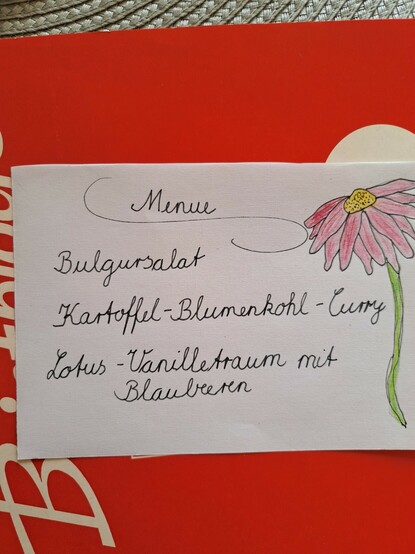 Menue
Bulgursalat
Kartoffel-Blumenkohl-Curry
Lotus-Vanilletraum mit
Blaubeeren